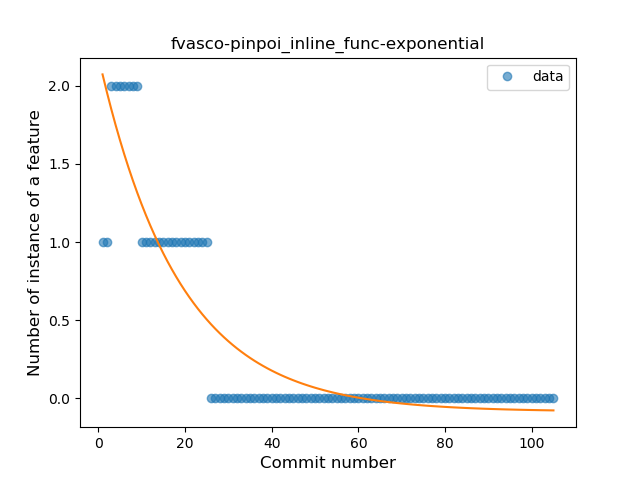 fvasco-pinpoi_inline_func-exponential
data
Number of instance of a feature
2.0
1.5
1.0
0.5
0.0
0 20 40 60 80 100
Commit number